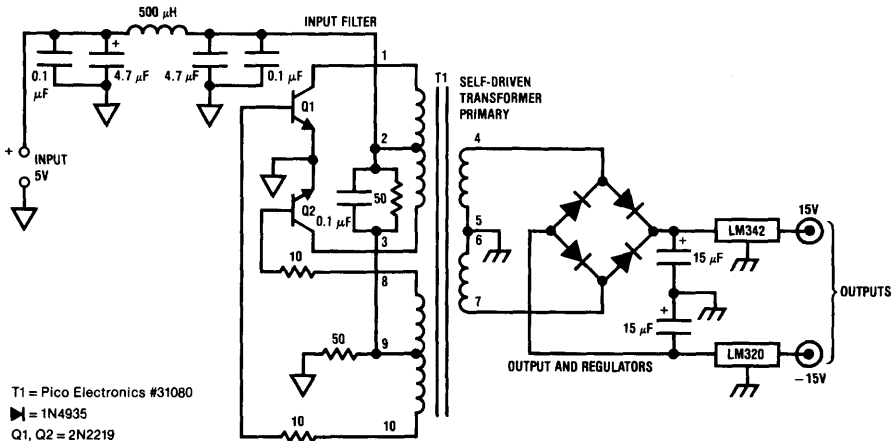 500 μH
INPUT FILTER
0.1
μF
4.7 μF
4.7 μF
0.1 μF
+
+
INPUT
5V
Q1
Q2
1
2
3
T1
SELF-DRIVEN
TRANSFORMER
PRIMARY
4
5
6
7
50
0.1 μF
10
8
50
9
10
10
+
15 μF
+
15 μF
LM342
15V
LM320
–15V
OUTPUTS
OUTPUT AND REGULATORS
T1 = Pico Electronics #31080
= 1N4935
Q1, Q2 = 2N2219